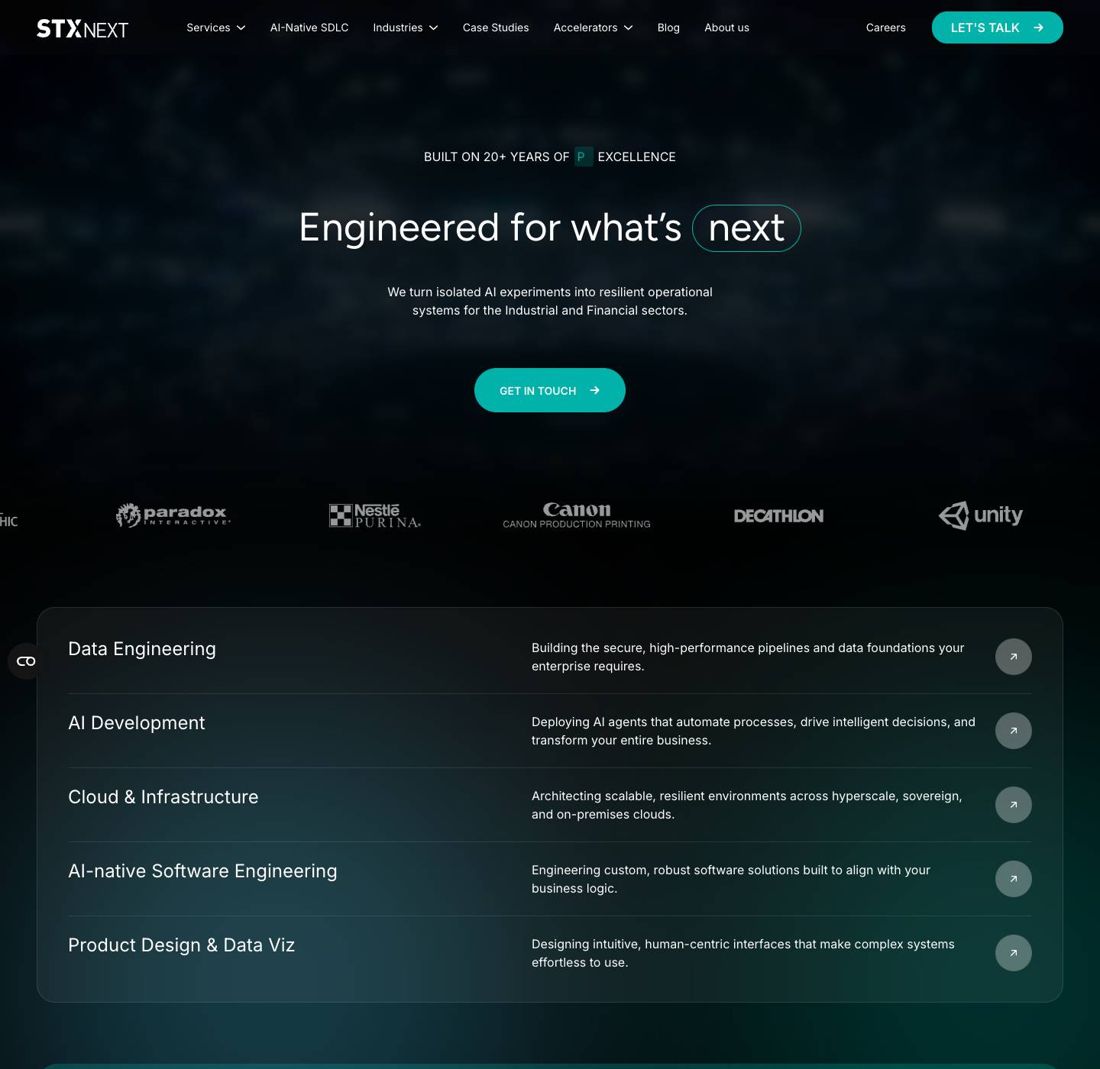 STXNEXT
Services
AI-Native SDLC
Industries
Case Studies
Accelerators
Blog
About us
Careers
LET'S TALK
BUILT ON 20+ YEARS OF P EXCELLENCE
Engineered for what’s next
We turn isolated AI experiments into resilient operational
systems for the Industrial and Financial sectors.
GET IN TOUCH
HIC
paradox
INTERACTIVE
Nestle
PURINA
Canon
CANON PRODUCTION PRINTING
DECATHLON
unity
Data Engineering
Building the secure, high-performance pipelines and data foundations your
enterprise requires.
AI Development
Deploying AI agents that automate processes, drive intelligent decisions, and
transform your entire business.
Cloud & Infrastructure
Architecting scalable, resilient environments across hyperscale, sovereign,
and on-premises clouds.
AI-native Software Engineering
Engineering custom, robust software solutions built to align with your
business logic.
Product Design & Data Viz
Designing intuitive, human-centric interfaces that make complex systems
effortless to use.